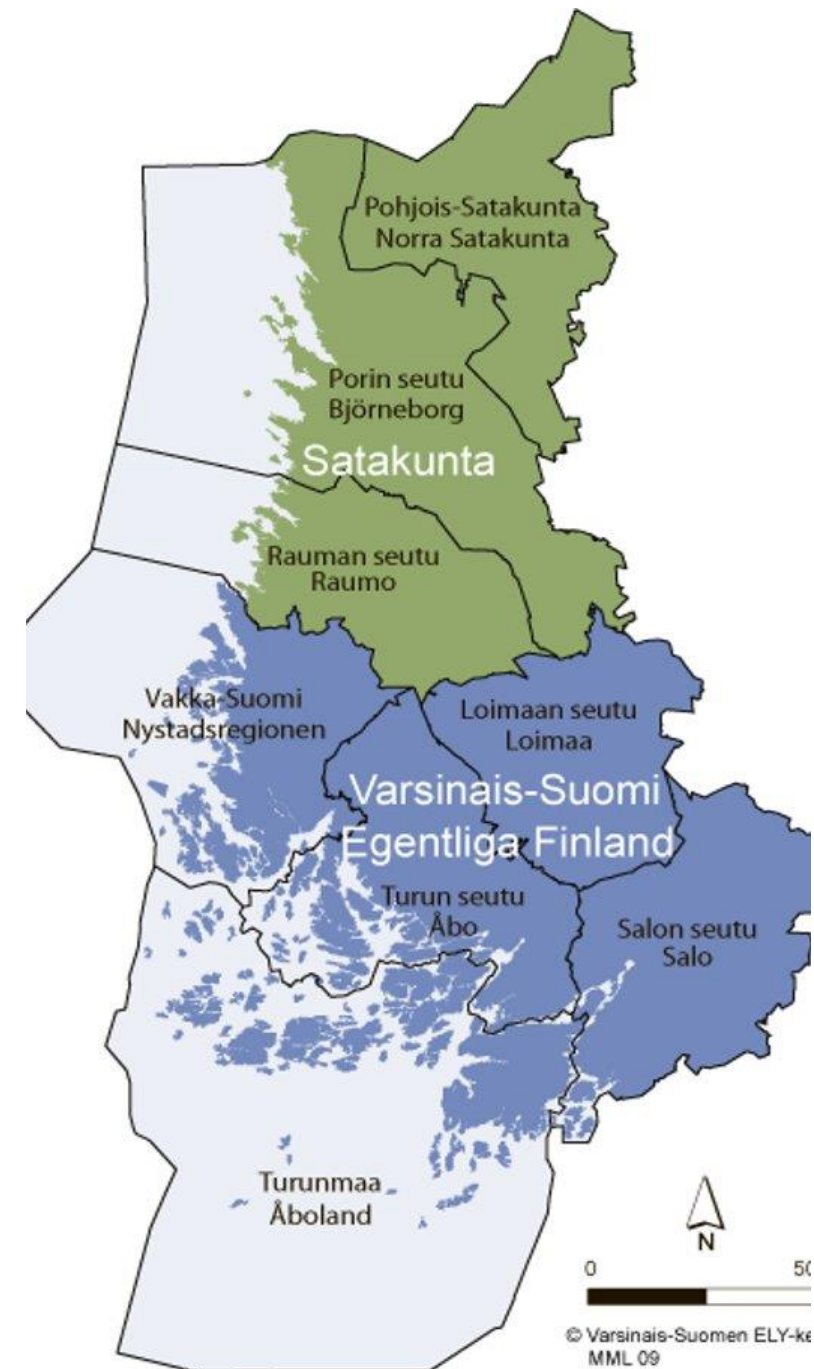 Pohjois-Satakunta
Norra Satakunta
Porin seutu
Björneborg
Satakunta
Rauman seutu
Raumo
Vakka-Suomi
Nystadsregionen
Loimaan seutu
Loimaa
Varsinais-Suomi
Egentliga Finland
Turun seutu
Åbo
Salon seutu
Salo
Turunmaa
Åboland
N
0 50
© Varsinais-Suomen ELY-ke
MML 09